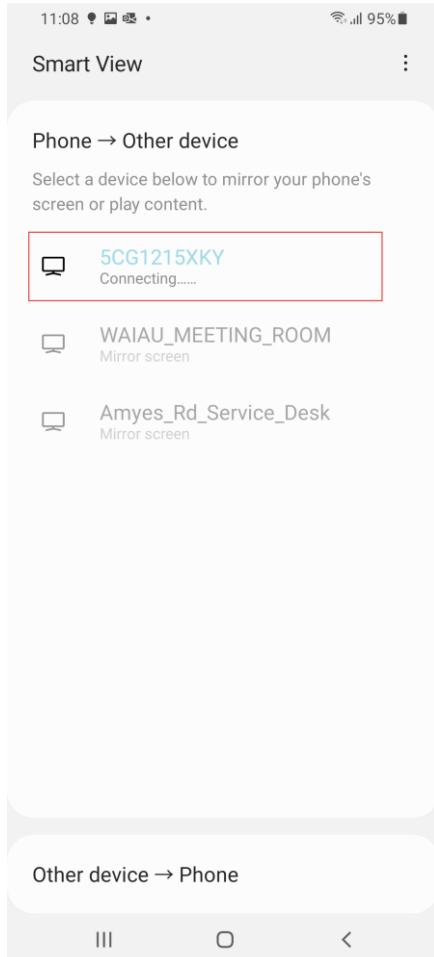 11:08 95%
Smart View
Phone → Other device
Select a device below to mirror your phone's
screen or play content.
5CG1215XKY
Connecting......
WAIAU_MEETING_ROOM
Mirror screen
Amyes_Rd_Service_Desk
Mirror screen
Other device → Phone